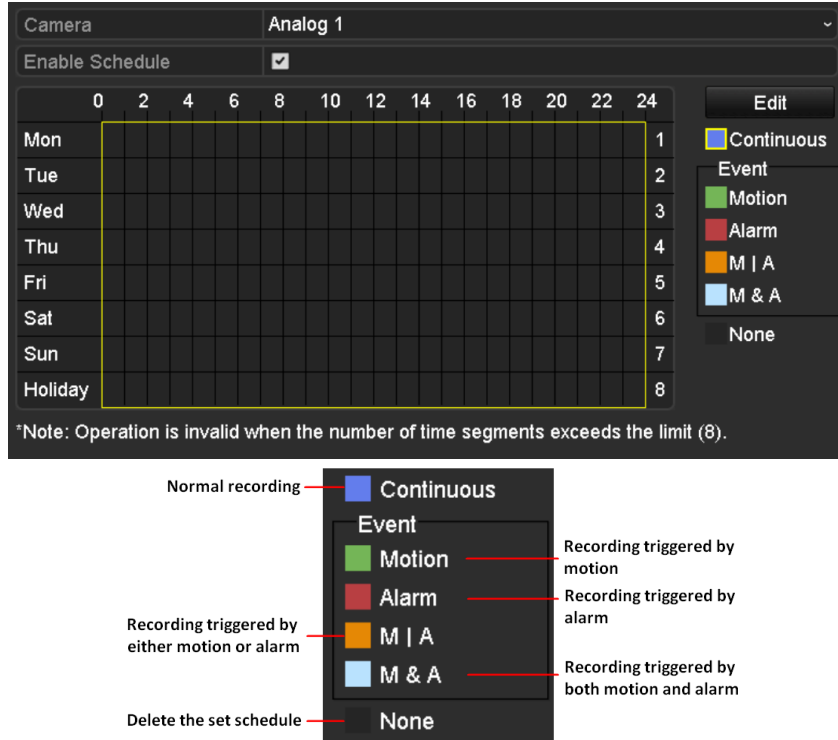 Camera Analog 1
Enable Schedule
0 2 4 6 8 10 12 14 16 18 20 22 24
Edit
Mon 1
Tue 2
Wed 3
Thu 4
Fri 5
Sat 6
Sun 7
Holiday 8
Continuous
Event
Motion
Alarm
M | A
M & A
None
*Note: Operation is invalid when the number of time segments exceeds the limit (8).
Normal recording
Continuous
Event
Motion
Recording triggered by
motion
Alarm
Recording triggered by
alarm
Recording triggered by
either motion or alarm
M | A
M & A
Recording triggered by
both motion and alarm
Delete the set schedule
None